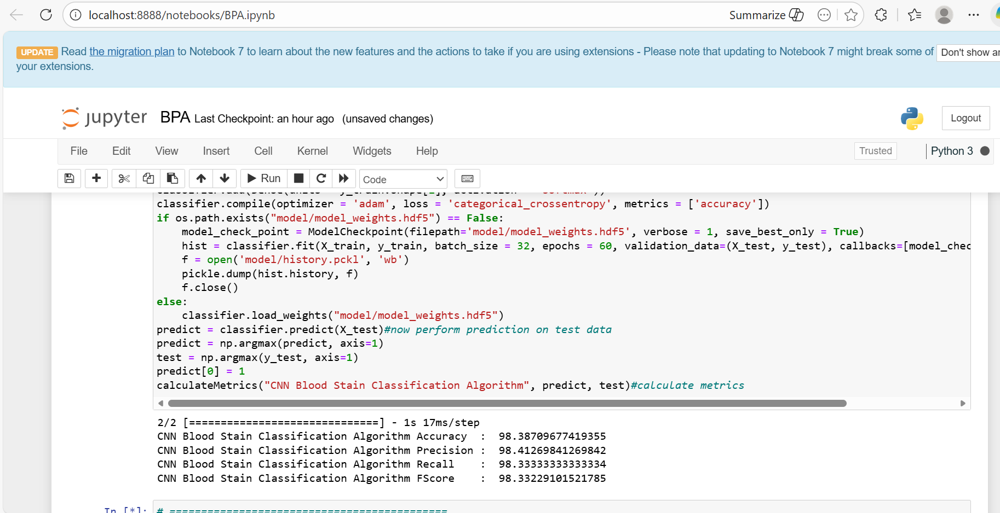 localhost:8888/notebooks/BPA.ipynb
Summarize
UPDATE Read the migration plan to Notebook 7 to learn about the new features and the actions to take if you are using extensions - Please note that updating to Notebook 7 might break some of
your extensions.
Don't show
jupyter BPA Last Checkpoint: an hour ago (unsaved changes)
Logout
File Edit View Insert Cell Kernel Widgets Help
Trusted
Python 3
Run
Code
classifier.compile(optimizer = 'adam', loss = 'categorical_crossentropy', metrics = ['accuracy'])
if os.path.exists("model/model_weights.hdf5") == False:
    model_check_point = ModelCheckpoint(filepath='model/model_weights.hdf5', verbose = 1, save_best_only = True)
    hist = classifier.fit(X_train, y_train, batch_size = 32, epochs = 60, validation_data=(X_test, y_test), callbacks=[model_chec
    f = open('model/history.pckl', 'wb')
    pickle.dump(hist.history, f)
    f.close()
else:
    classifier.load_weights("model/model_weights.hdf5")
predict = classifier.predict(X_test)#now perform prediction on test data
predict = np.argmax(predict, axis=1)
test = np.argmax(y_test, axis=1)
predict[0] = 1
calculateMetrics("CNN Blood Stain Classification Algorithm", predict, test)#calculate metrics
2/2 [==============================] - 1s 17ms/step
CNN Blood Stain Classification Algorithm Accuracy  :  98.38709677419355
CNN Blood Stain Classification Algorithm Precision :  98.41269841269842
CNN Blood Stain Classification Algorithm Recall    :  98.33333333333334
CNN Blood Stain Classification Algorithm FScore    :  98.33229101521785
In [*]: # ============================================